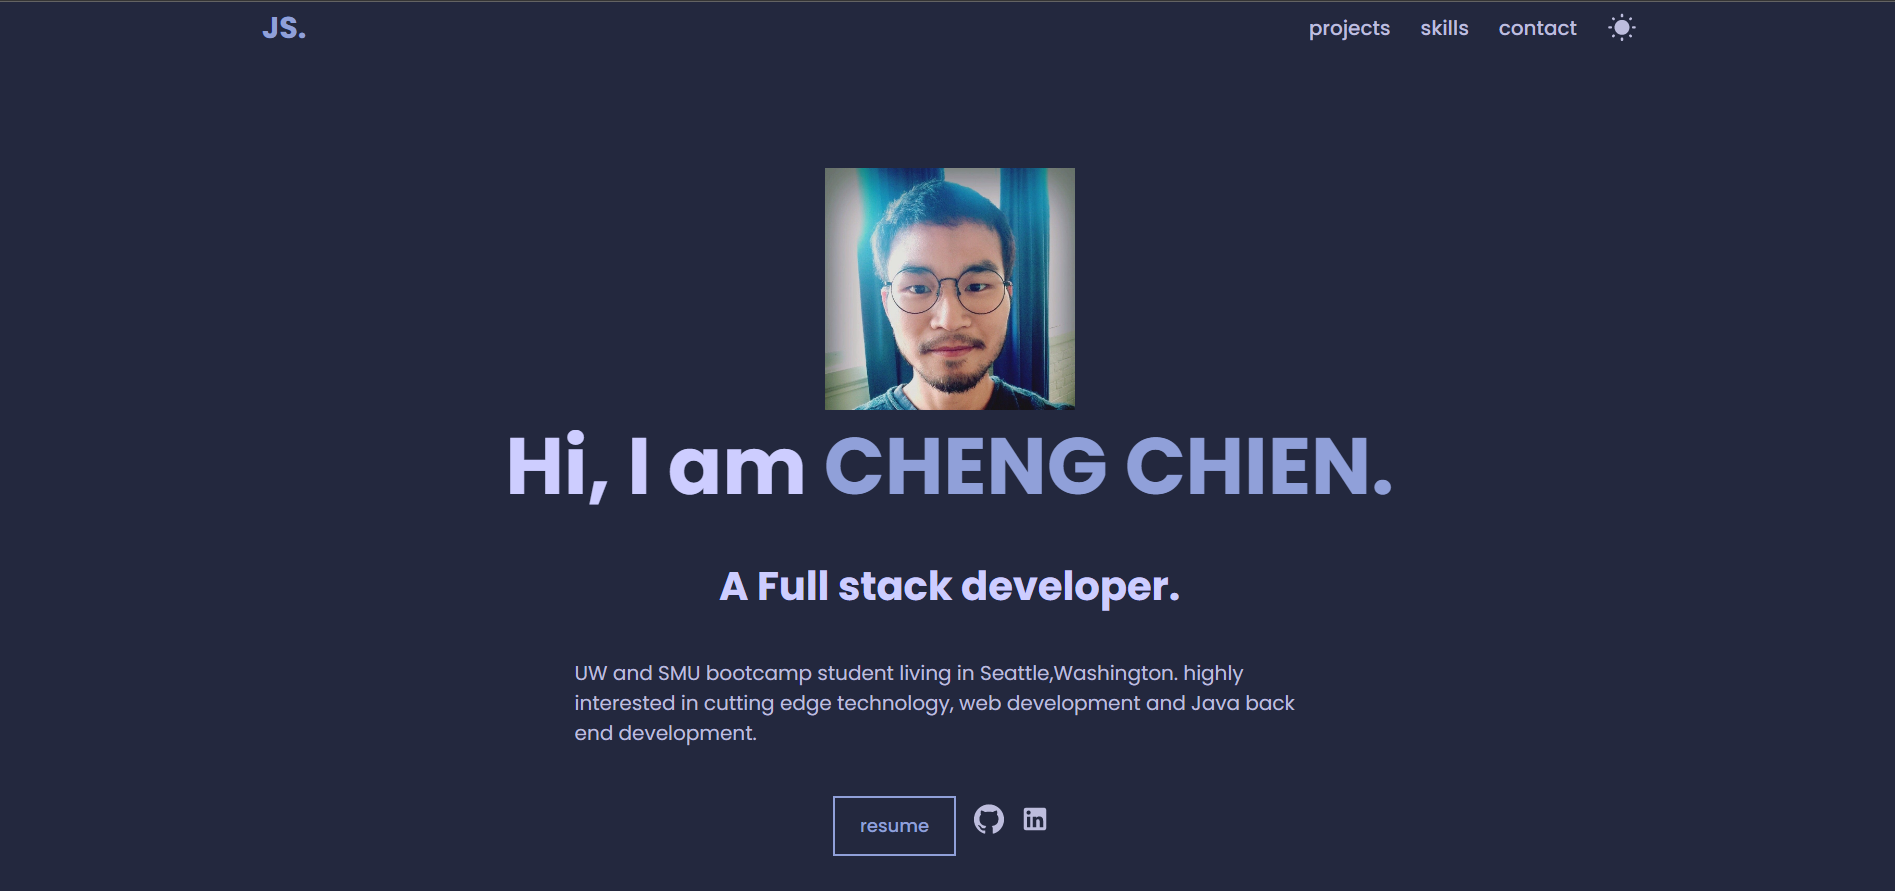 JS.
projects skills contact
Hi, I am CHENG CHIEN.
A Full stack developer.
UW and SMU bootcamp student living in Seattle,Washington. highly
interested in cutting edge technology, web development and Java back
end development.
resume
in